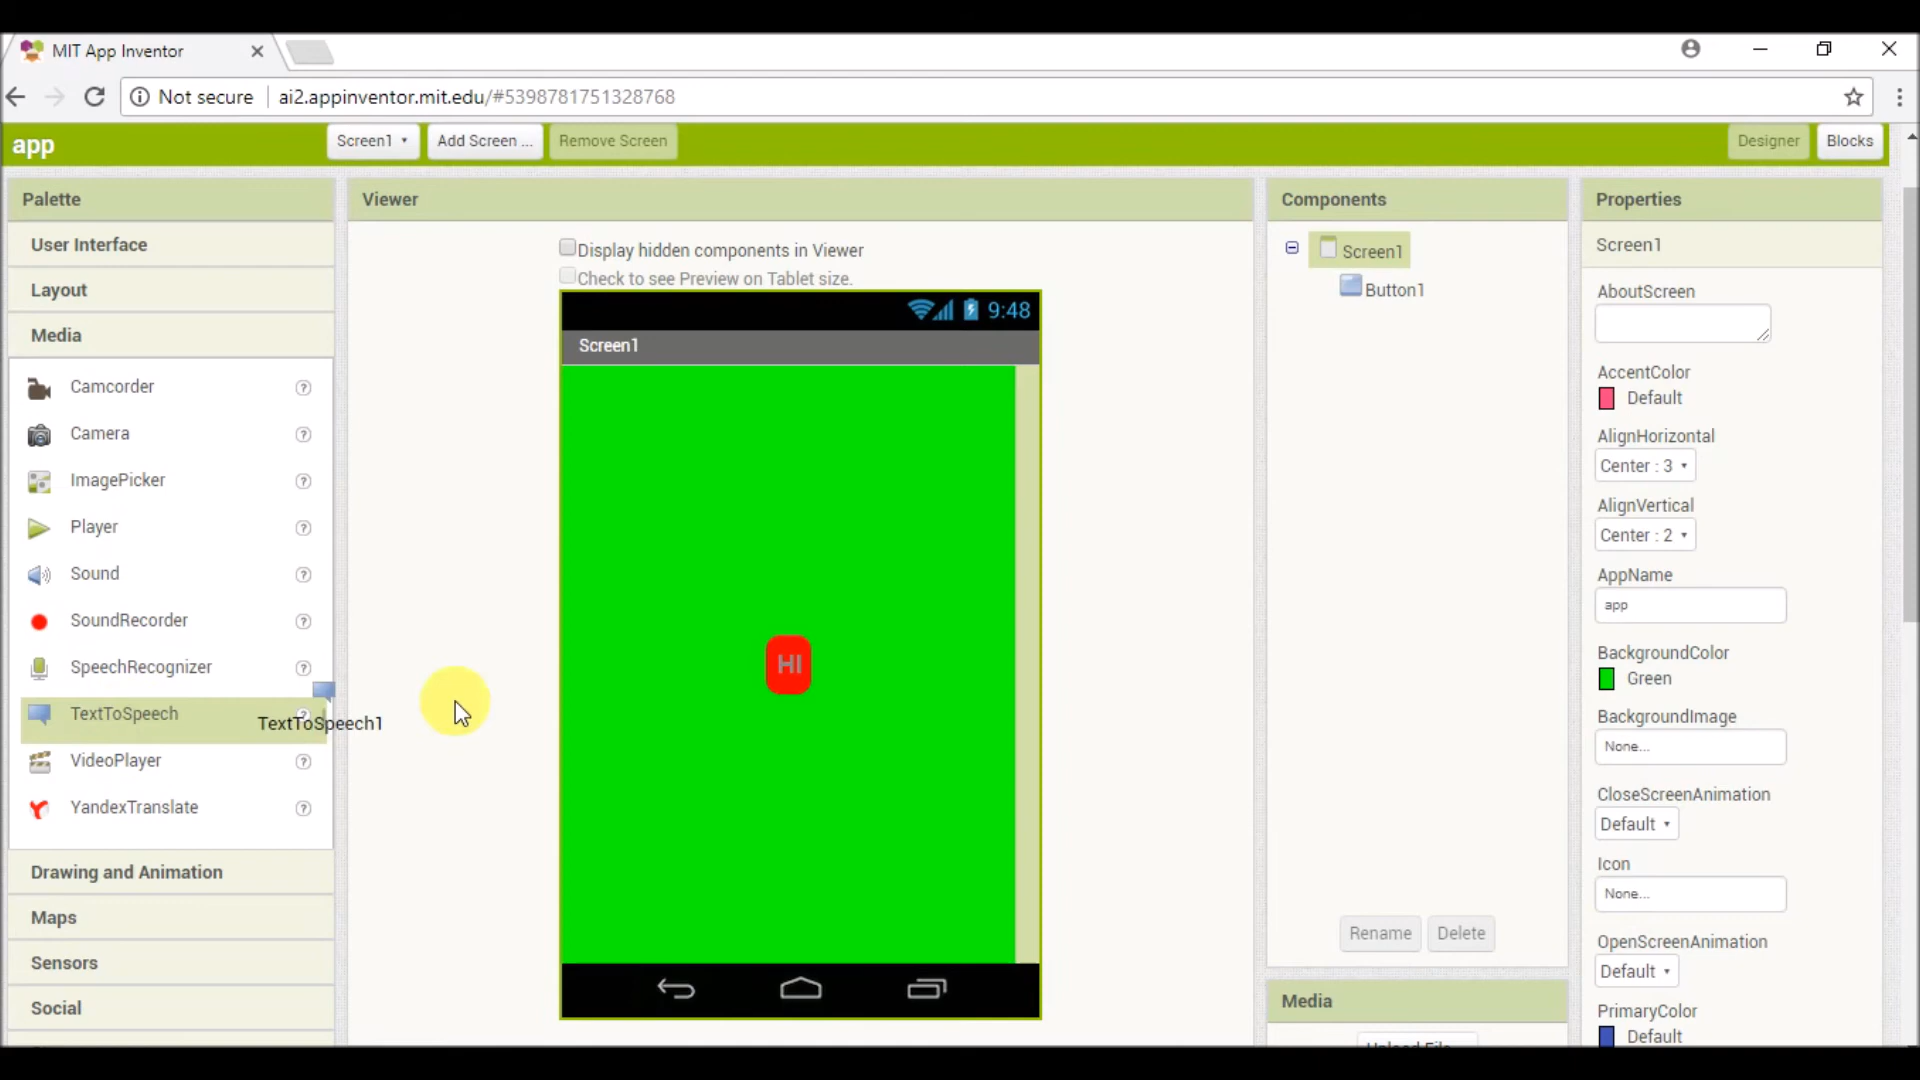 MIT App Inventor
Not secure
ai2.appinventor.mit.edu/#5398781751328768
app
Screen1
Add Screen ...
Remove Screen
Designer
Blocks
Palette
User Interface
Layout
Media
Camcorder
Camera
ImagePicker
Player
Sound
SoundRecorder
SpeechRecognizer
TextToSpeech
TextToSpeech1
VideoPlayer
YandexTranslate
Drawing and Animation
Maps
Sensors
Social
Viewer
Display hidden components in Viewer
Check to see Preview on Tablet size.
9:48
Screen1
HI
Components
Screen1
Button1
Rename
Delete
Media
Upload File
Properties
Screen1
AboutScreen
AccentColor
Default
AlignHorizontal
Center : 3
AlignVertical
Center : 2
AppName
app
BackgroundColor
Green
BackgroundImage
None...
CloseScreenAnimation
Default
Icon
None...
OpenScreenAnimation
Default
PrimaryColor
Default